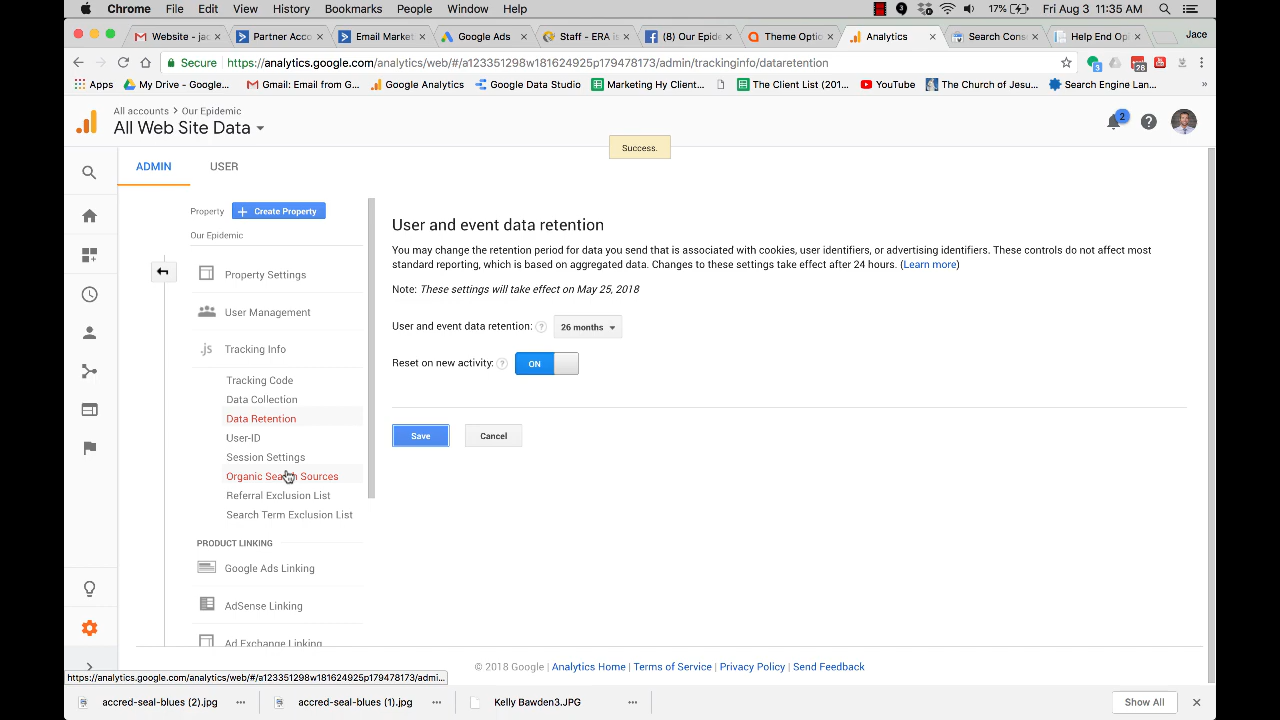 Chrome File Edit View History Bookmarks People Window Help 3 17% Fri Aug 3 11:35 AM
Website - jac Partner Acco Email Market Google Ads Staff - ERA is (8) Our Epide Theme Optio Analytics Search Cons Help End Opi Jace
Secure https://analytics.google.com/analytics/web/#/a123351298w181624925p179478173/admin/trackinginfo/dataretention 3 26
Apps My Drive - Google... Gmail: Email from G... Google Analytics Google Data Studio Marketing My Clien... The Client List (201... YouTube The Church of Jesu... Search Engine Lan... »
All accounts › Our Epidemic
All Web Site Data
2
Success.
ADMIN USER
Property + Create Property
Our Epidemic
Property Settings
User Management
.js Tracking Info
Tracking Code
Data Collection
Data Retention
User-ID
Session Settings
Organic Search Sources
Referral Exclusion List
Search Term Exclusion List
PRODUCT LINKING
Google Ads Linking
AdSense Linking
Ad Exchange Linking
User and event data retention
You may change the retention period for data you send that is associated with cookies, user identifiers, or advertising identifiers. These controls do not affect most
standard reporting, which is based on aggregated data. Changes to these settings take effect after 24 hours. (Learn more)
Note: These settings will take effect on May 25, 2018
User and event data retention: ? 26 months
Reset on new activity: ? ON
Save Cancel
© 2018 Google | Analytics Home | Terms of Service | Privacy Policy | Send Feedback
https://analytics.google.com/analytics/web/#/a123351298w181624925p179478173/admi...
accred-seal-blues (2).jpg ... accred-seal-blues (1).jpg ... Kelly Bawden3.JPG ... Show All